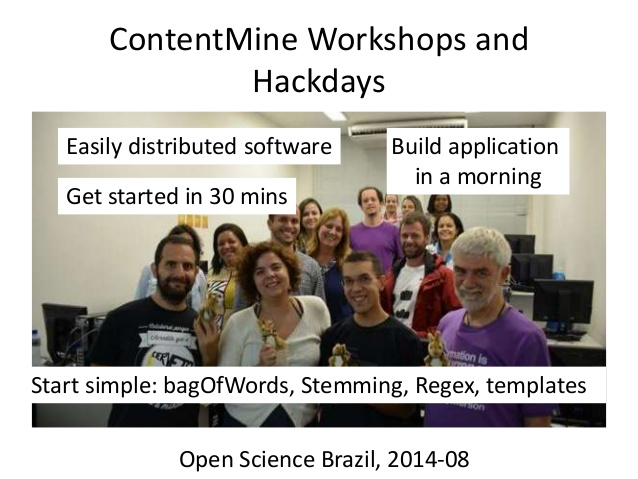 ContentMine Workshops and
Hackdays
Easily distributed software
Build application
in a morning
Get started in 30 mins
Start simple: bagOfWords, Stemming, Regex, templates
Open Science Brazil, 2014-08